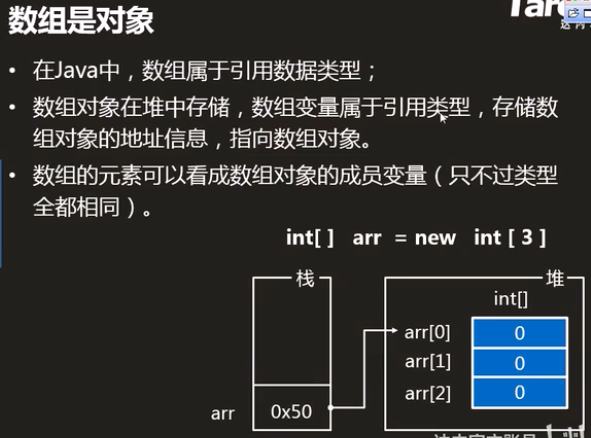 数组是对象
• 在Java中，数组属于引用数据类型；
• 数组对象在堆中存储，数组变量属于引用类型，存储数
组对象的地址信息，指向数组对象。
• 数组的元素可以看成数组对象的成员变量（只不过类型
全都相同）。
int[ ] arr = new int [ 3 ]
栈
堆
int[]
arr[0] 0
arr[1] 0
arr[2] 0
arr 0x50